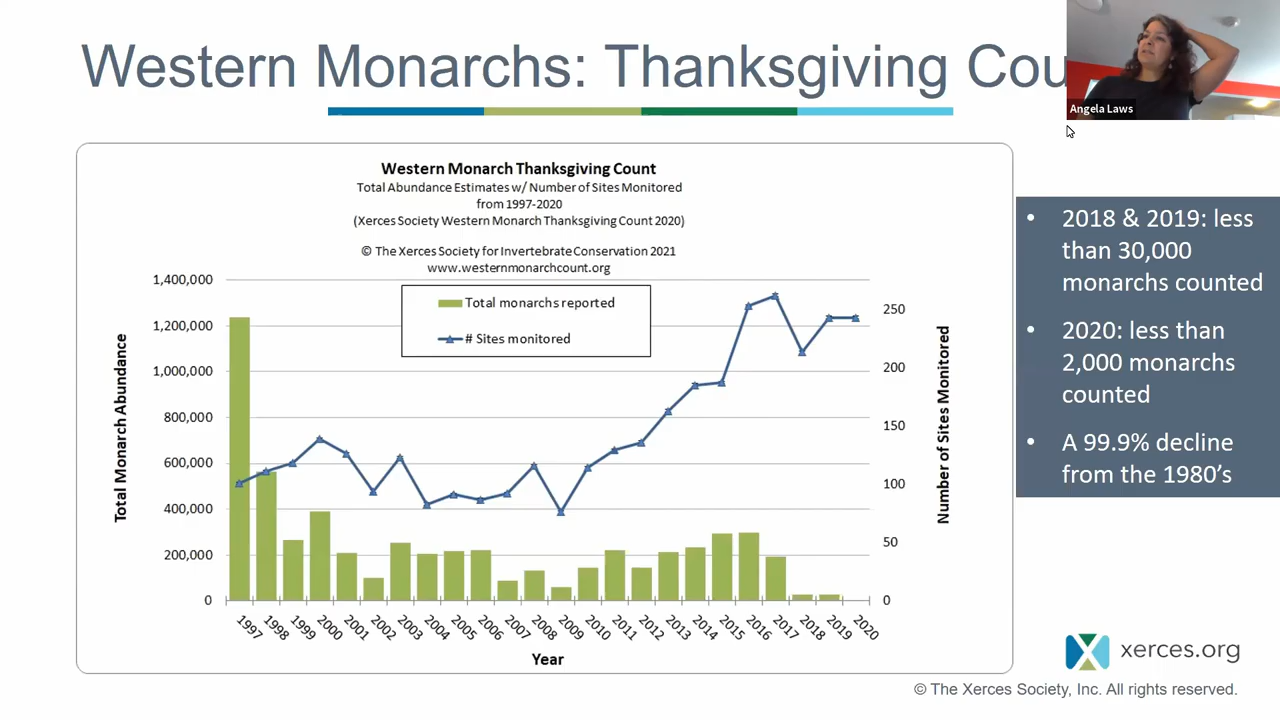 Western Monarchs: Thanksgiving Cou
xerces.org
Angela Laws
Western Monarch Thanksgiving Count
Total Abundance Estimates w/ Number of Sites Monitored
from 1997-2020
(Xerces Society Western Monarch Thanksgiving Count 2020)
© The Xerces Society for Invertebrate Conservation 2021
www.westernmonarchcount.org
Total monarchs reported
# Sites monitored
Total Monarch Abundance
1,400,000
1,200,000
1,000,000
800,000
600,000
400,000
200,000
0
250
200
150
100
50
0
Number of Sites Monitored
1997
1998
1999
2000
2001
2002
2003
2004
2005
2006
2007
2008
2009
2010
2011
2012
2013
2014
2015
2016
2017
2018
2019
2020
Year
• 2018 & 2019: less
than 30,000
monarchs counted
• 2020: less than
2,000 monarchs
counted
• A 99.9% decline
from the 1980’s
xerces.org
© The Xerces Society, Inc. All rights reserved.